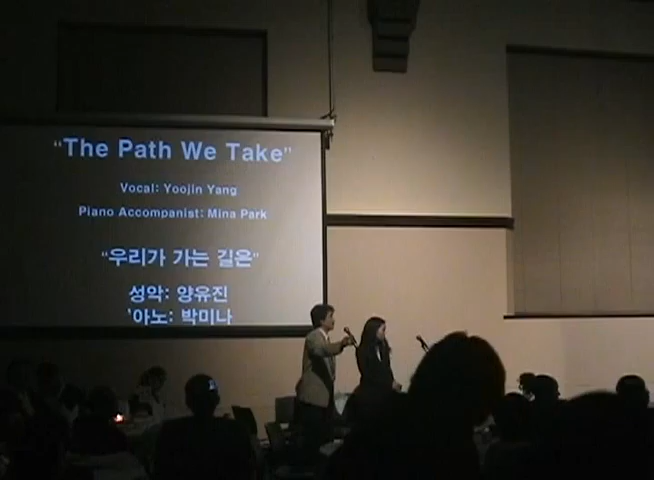 "The Path We Take"
Vocal: Yoojin Yang
Piano Accompanist: Mina Park
"우리가 가는 길은"
성악: 양유진
아노: 박미나